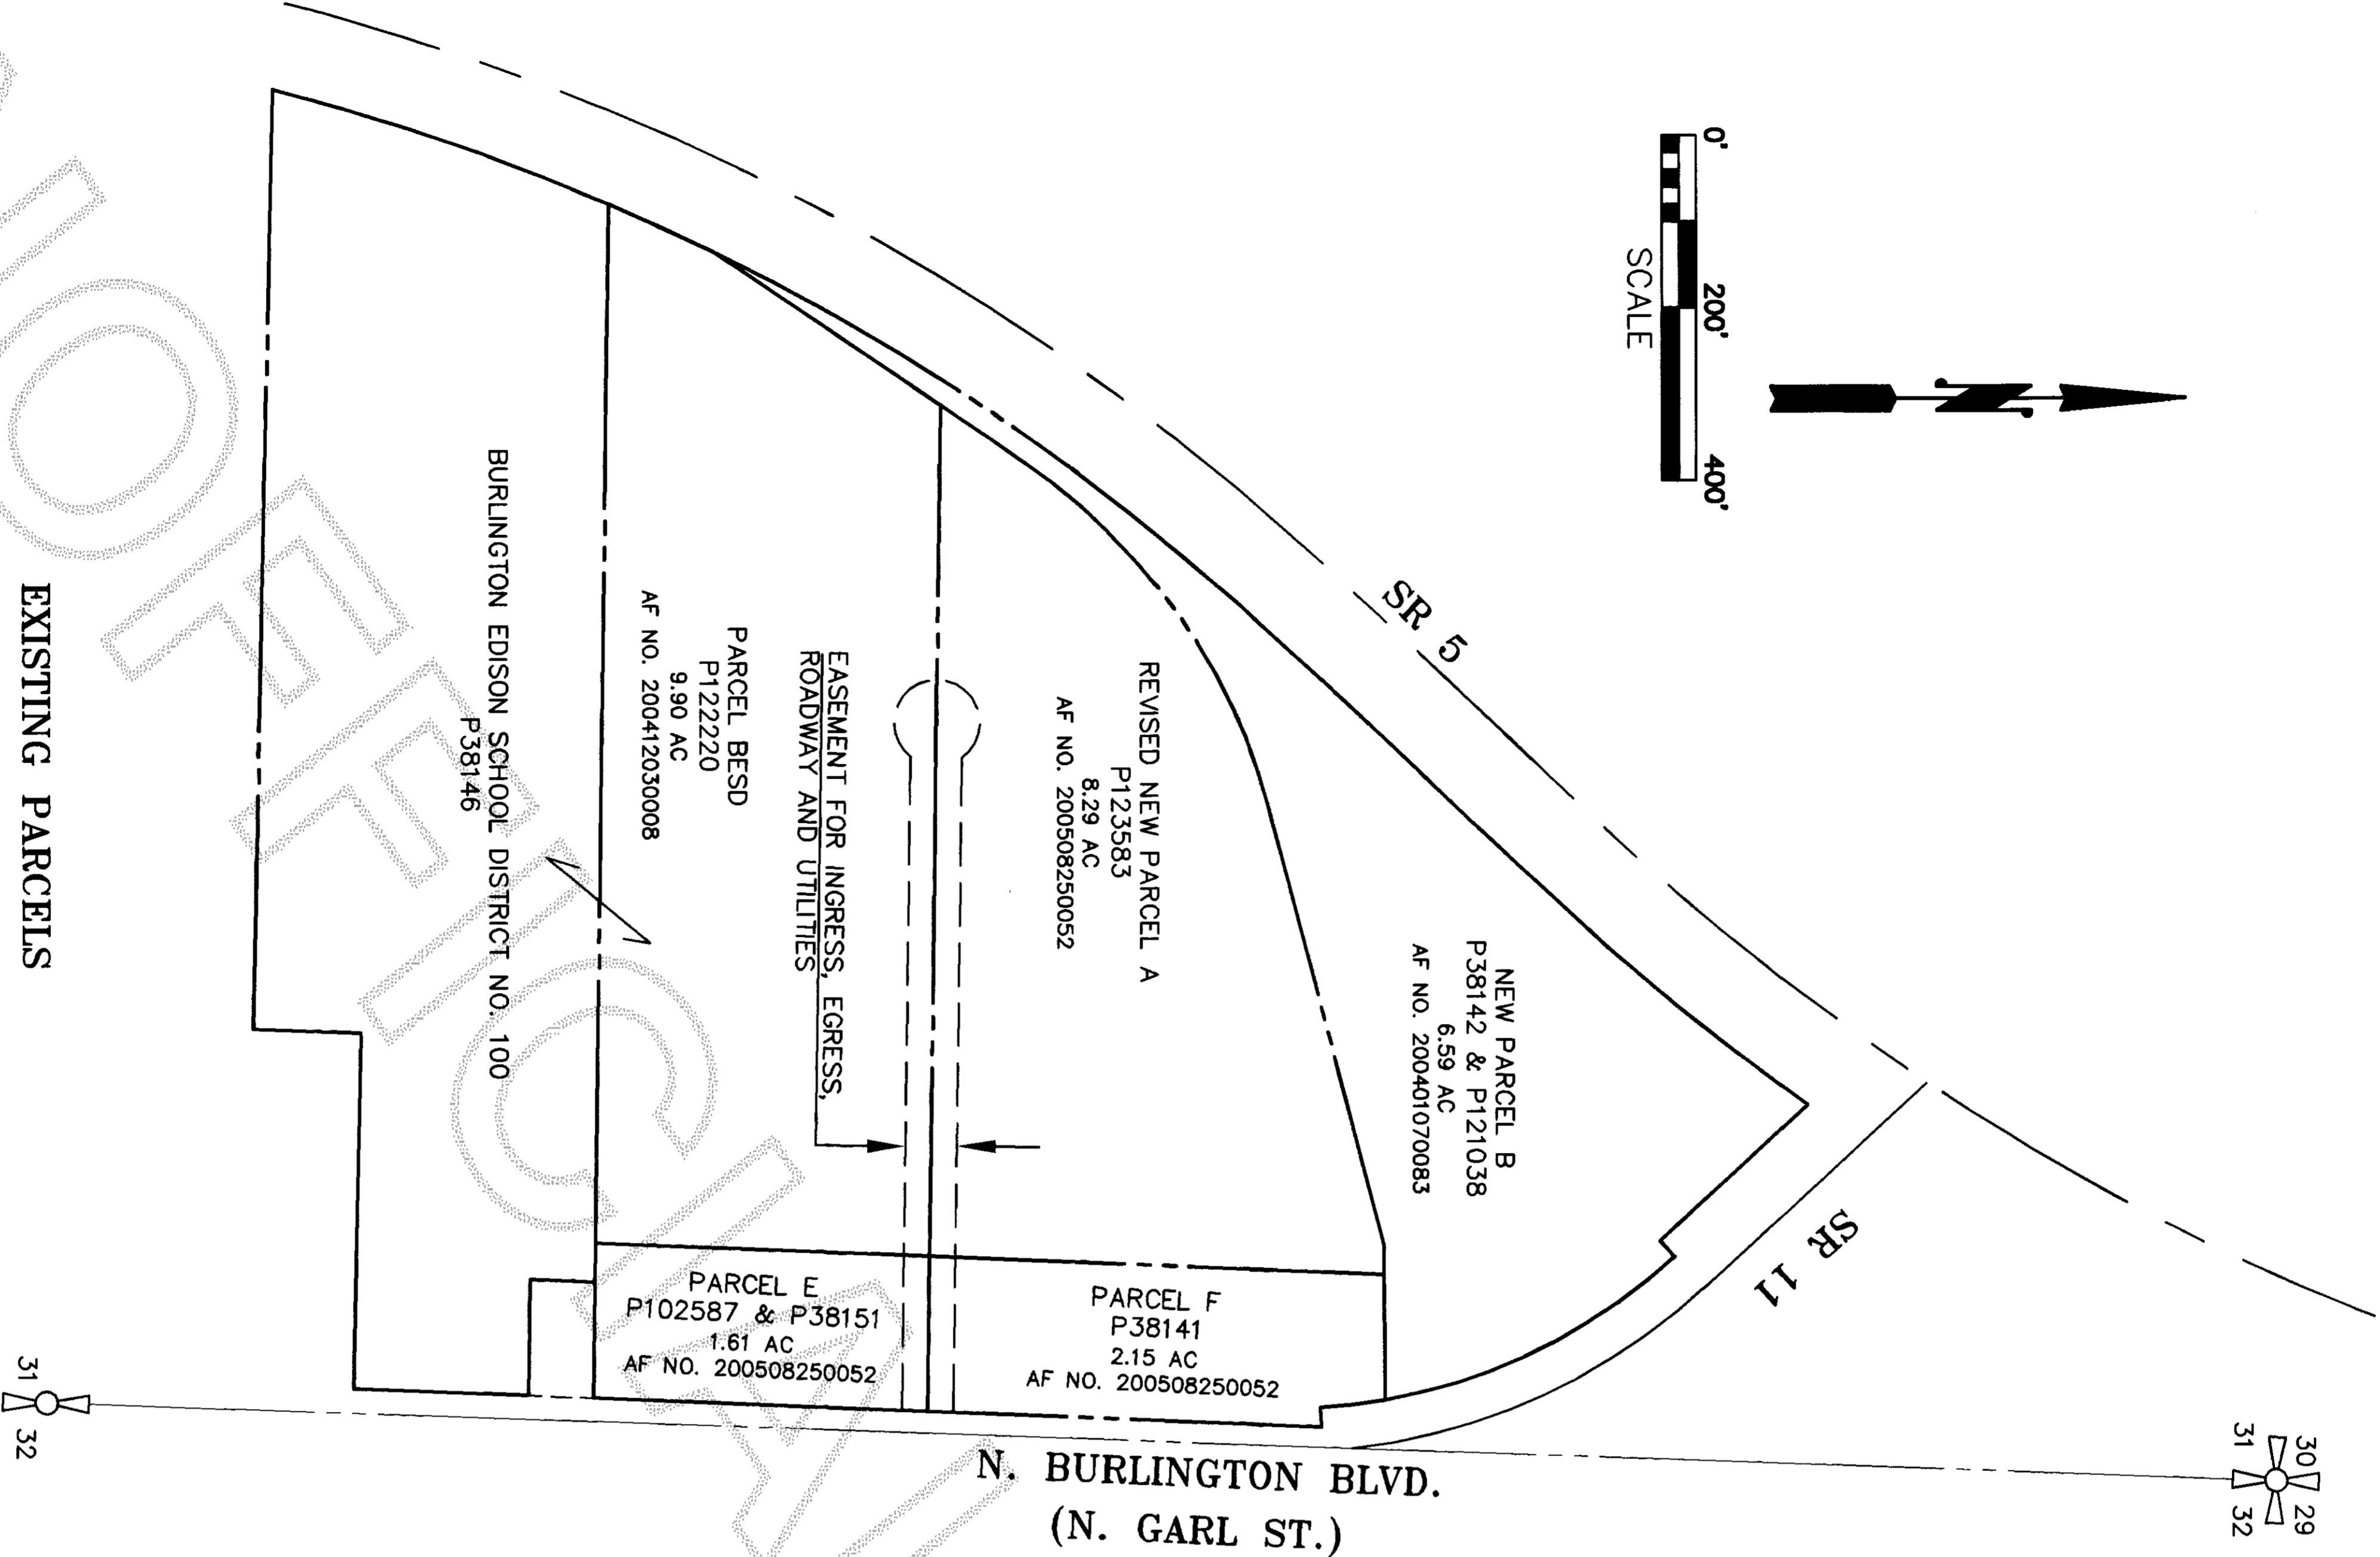 0' 200' 400'
SCALE
SR 5
SR 11
NEW PARCEL B
P38142 & P121038
6.59 AC
AF NO. 200401070083
REVISED NEW PARCEL A
P123583
8.29 AC
AF NO. 200508250052
EASEMENT FOR INGRESS, EGRESS,
ROADWAY AND UTILITIES
PARCEL BESD
P122220
9.90 AC
AF NO. 200412030008
BURLINGTON EDISON SCHOOL DISTRICT NO. 100
P38146
PARCEL E
P102587 & P38151
1.61 AC
AF NO. 200508250052
PARCEL F
P38141
2.15 AC
AF NO. 200508250052
N. BURLINGTON BLVD.
(N. GARL ST.)
30 29
31 32
31 32
EXISTING PARCELS